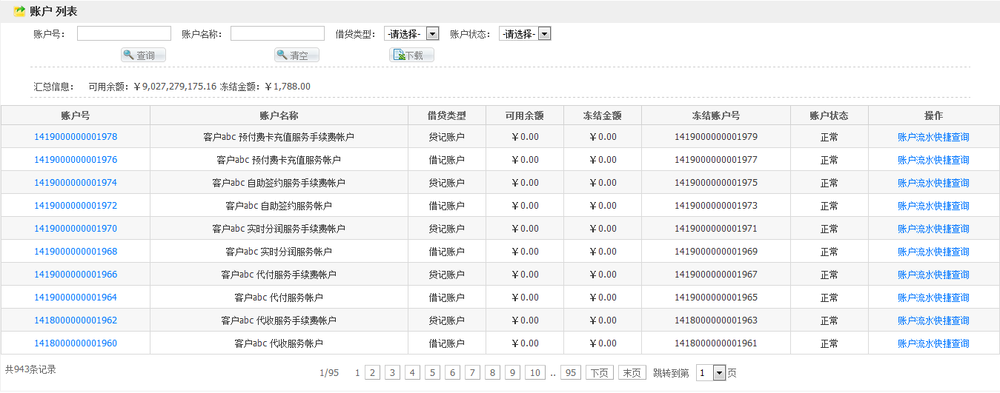 账户 列表
账户号： 账户名称： 借贷类型： -请选择- 账户状态： -请选择-
查询 清空 下载
汇总信息： 可用余额：￥9,027,279,175.16 冻结金额：￥1,788.00
账户号 账户名称 借贷类型 可用余额 冻结金额 冻结账户号 账户状态 操作
1419000000001978 客户abc 预付费卡充值服务手续费帐户 贷记账户 ￥0.00 ￥0.00 1419000000001979 正常 账户流水快捷查询
1419000000001976 客户abc 预付费卡充值服务帐户 借记账户 ￥0.00 ￥0.00 1419000000001977 正常 账户流水快捷查询
1419000000001974 客户abc 自助签约服务手续费帐户 贷记账户 ￥0.00 ￥0.00 1419000000001975 正常 账户流水快捷查询
1419000000001972 客户abc 自助签约服务帐户 借记账户 ￥0.00 ￥0.00 1419000000001973 正常 账户流水快捷查询
1419000000001970 客户abc 实时分润服务手续费帐户 贷记账户 ￥0.00 ￥0.00 1419000000001971 正常 账户流水快捷查询
1419000000001968 客户abc 实时分润服务帐户 借记账户 ￥0.00 ￥0.00 1419000000001969 正常 账户流水快捷查询
1419000000001966 客户abc 代付服务手续费帐户 贷记账户 ￥0.00 ￥0.00 1419000000001967 正常 账户流水快捷查询
1419000000001964 客户abc 代付服务帐户 借记账户 ￥0.00 ￥0.00 1419000000001965 正常 账户流水快捷查询
1418000000001962 客户abc 代收服务手续费帐户 贷记账户 ￥0.00 ￥0.00 1418000000001963 正常 账户流水快捷查询
1418000000001960 客户abc 代收服务帐户 借记账户 ￥0.00 ￥0.00 1418000000001961 正常 账户流水快捷查询
共943条记录 1/95 1 2 3 4 5 6 7 8 9 10 .. 95 下页 末页 跳转到第 1 页